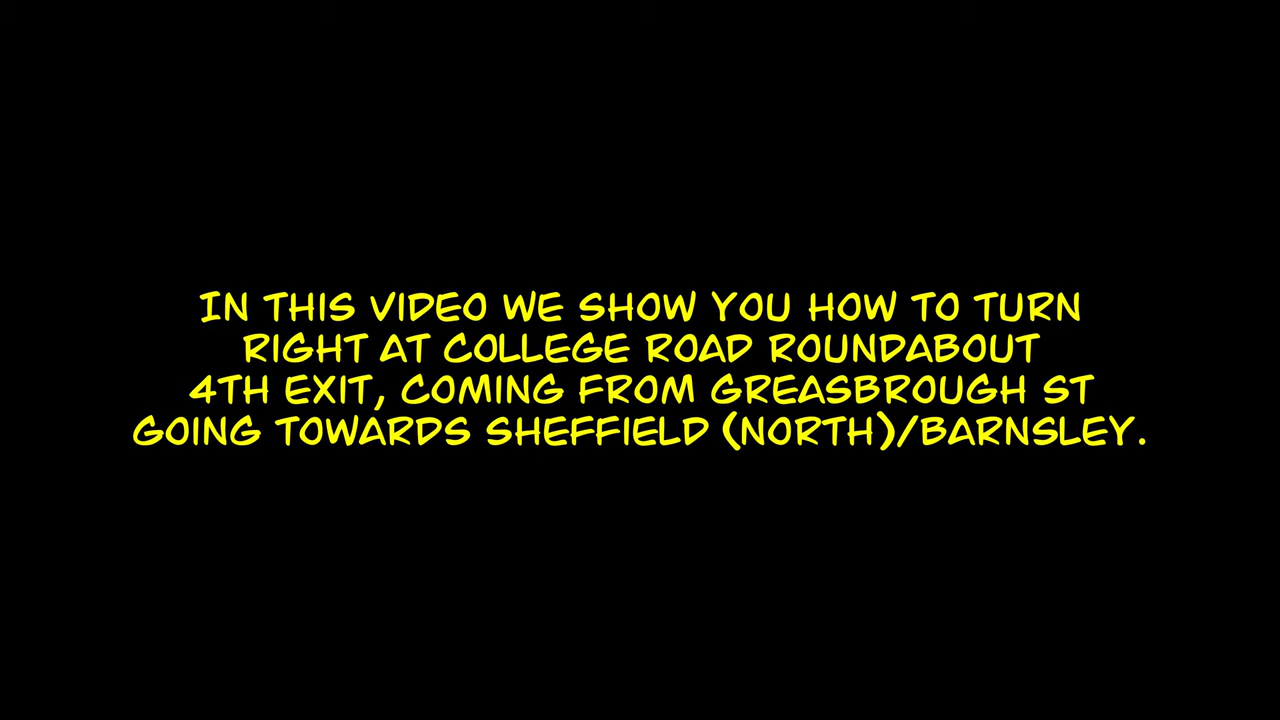 IN THIS VIDEO WE SHOW YOU HOW TO TURN
RIGHT AT COLLEGE ROAD ROUNDABOUT
4TH EXIT, COMING FROM GREASBROUGH ST
GOING TOWARDS SHEFFIELD (NORTH)/BARNSLEY.